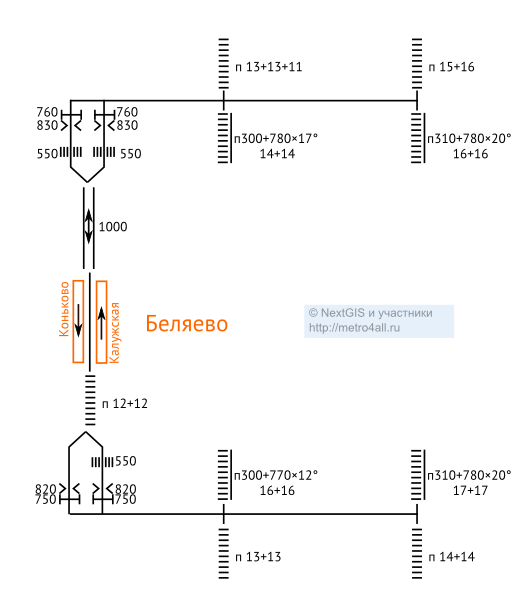 п 13+13+11
п 15+16
760
760
830
830
п300+780×17°
14+14
п310+780×20°
16+16
550
550
1000
Коньково
Калужская
Беляево
© NextGIS и участники
http://metro4all.ru
п 12+12
550
п300+770×12°
16+16
п310+780×20°
17+17
820
820
750
750
п 13+13
п 14+14